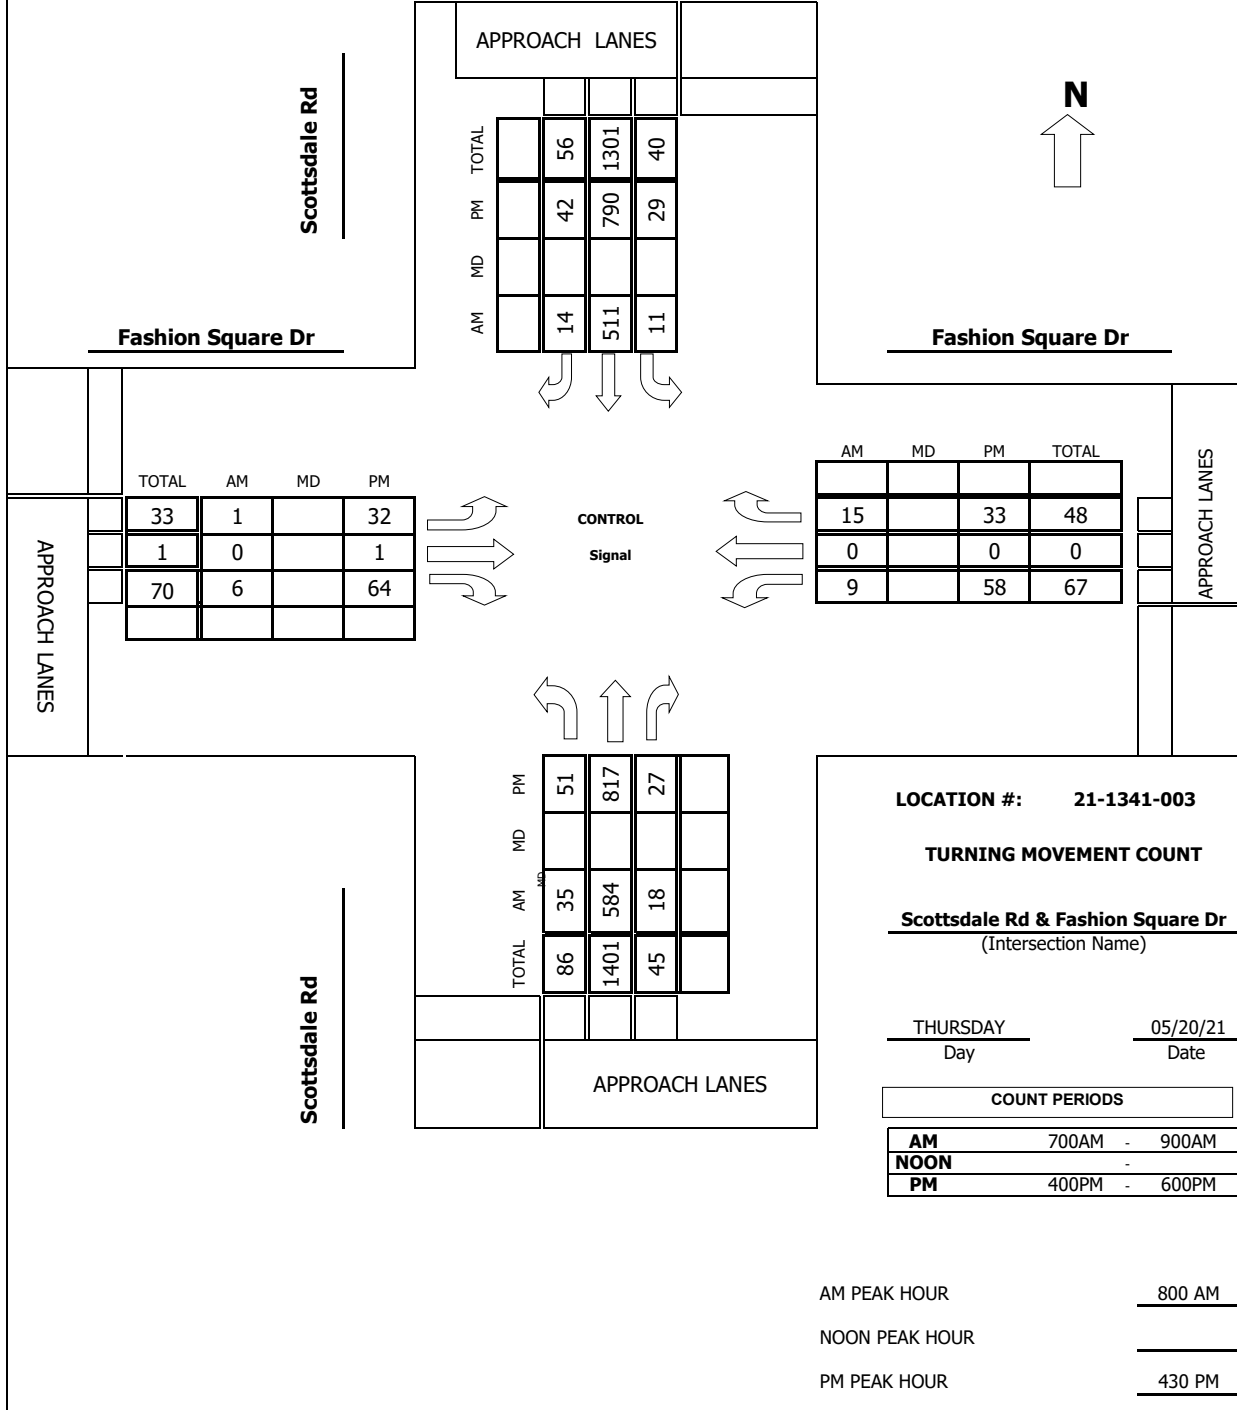 APPROACH LANES
Scottsdale Rd
N
TOTAL 56 1301 40
PM 42 790 29
MD
AM 14 511 11
Fashion Square Dr
Fashion Square Dr
TOTAL AM MD PM
33 1 32
1 0 1
70 6 64
APPROACH LANES
CONTROL
Signal
AM MD PM TOTAL
15 33 48
0 0 0
9 58 67
APPROACH LANES
PM 51 817 27
MD
MD
AM 35 584 18
TOTAL 86 1401 45
Scottsdale Rd
APPROACH LANES
LOCATION #: 21-1341-003
TURNING MOVEMENT COUNT
Scottsdale Rd & Fashion Square Dr
(Intersection Name)
THURSDAY 05/20/21
Day Date
COUNT PERIODS
AM 700AM - 900AM
NOON -
PM 400PM - 600PM
AM PEAK HOUR 800 AM
NOON PEAK HOUR
PM PEAK HOUR 430 PM